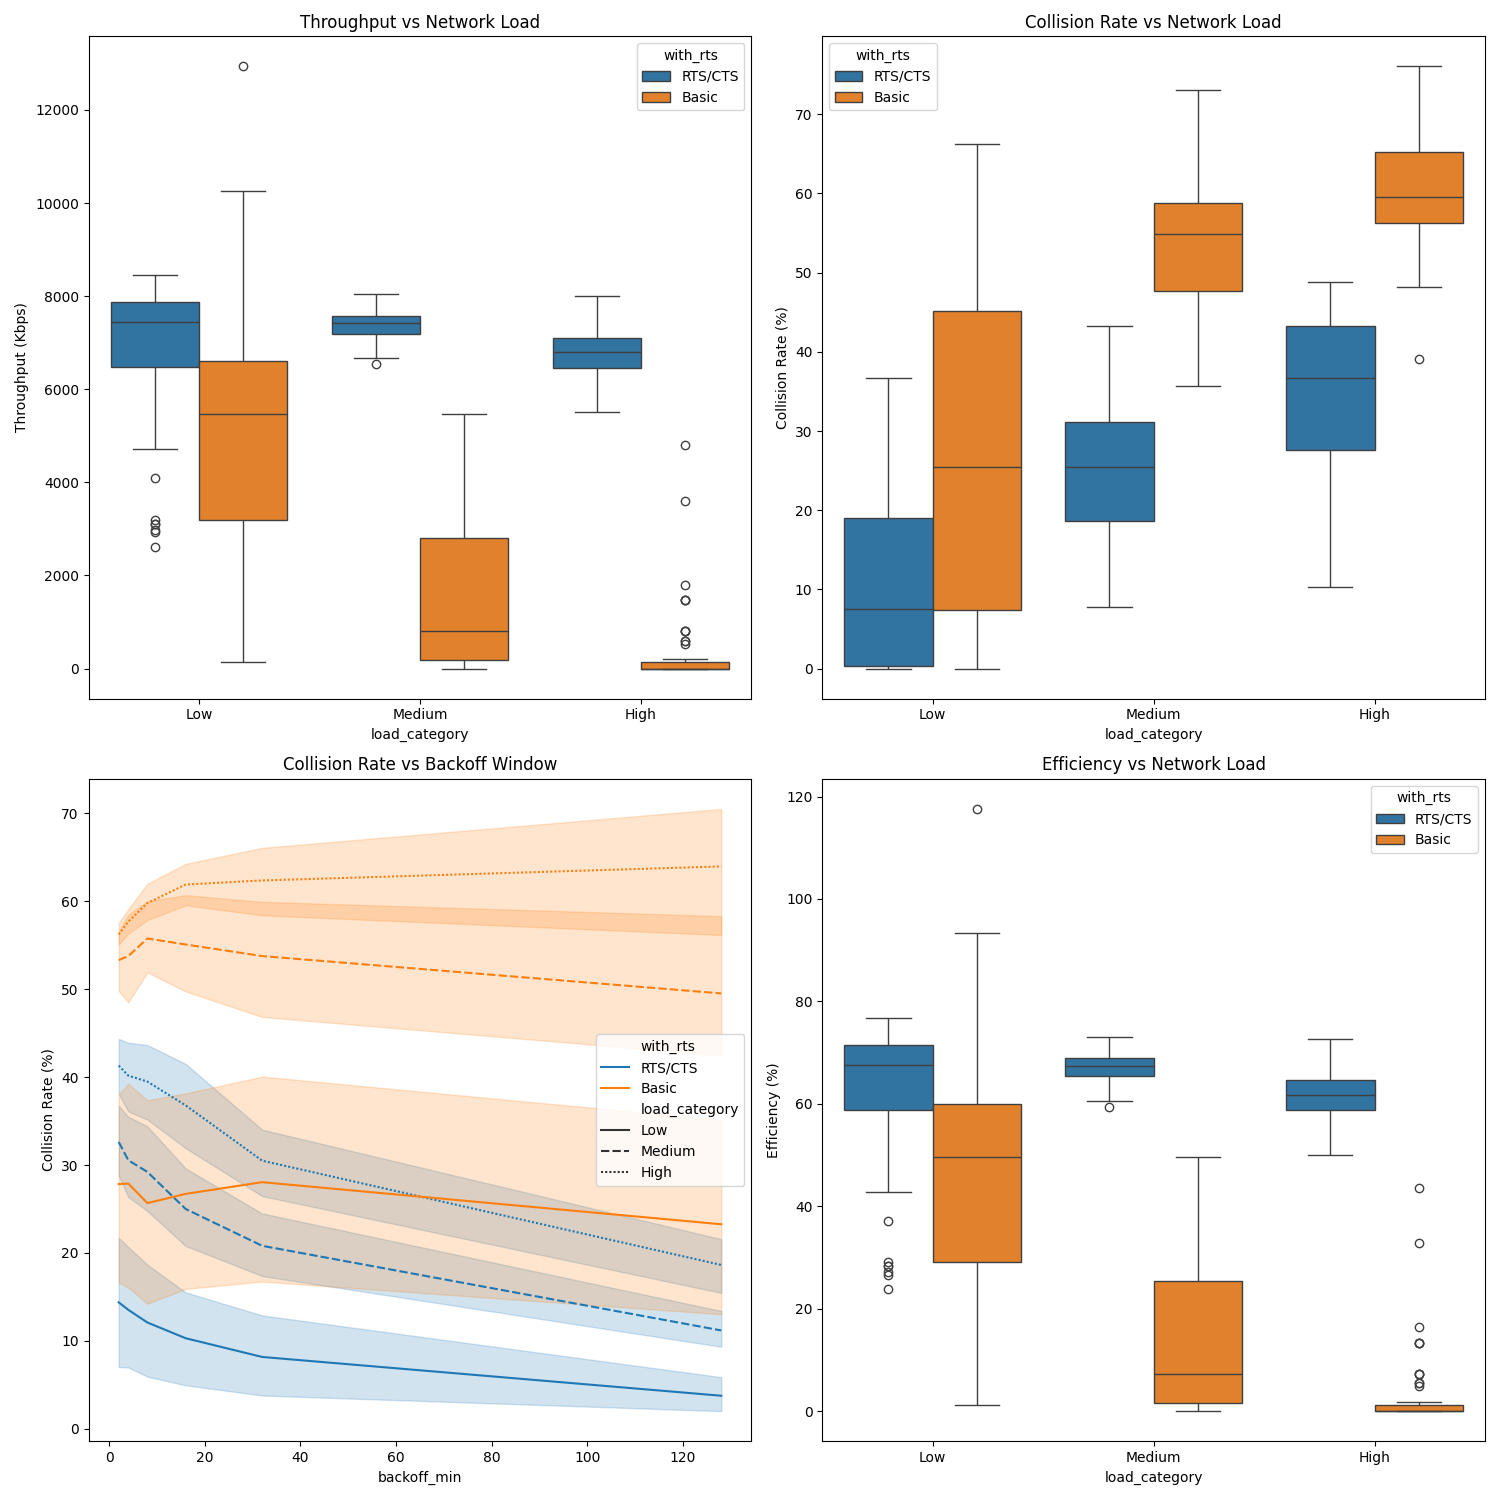 Throughput vs Network Load
Throughput (Kbps)
12000
10000
8000
6000
4000
2000
0
with_rts
RTS/CTS
Basic
Low
Medium
High
load_category
Collision Rate vs Network Load
Collision Rate (%)
70
60
50
40
30
20
10
0
with_rts
RTS/CTS
Basic
Low
Medium
High
load_category
Collision Rate vs Backoff Window
Collision Rate (%)
70
60
50
40
30
20
10
0
with_rts
RTS/CTS
Basic
load_category
Low
Medium
High
0
20
40
60
80
100
120
backoff_min
Efficiency vs Network Load
Efficiency (%)
120
100
80
60
40
20
0
with_rts
RTS/CTS
Basic
Low
Medium
High
load_category